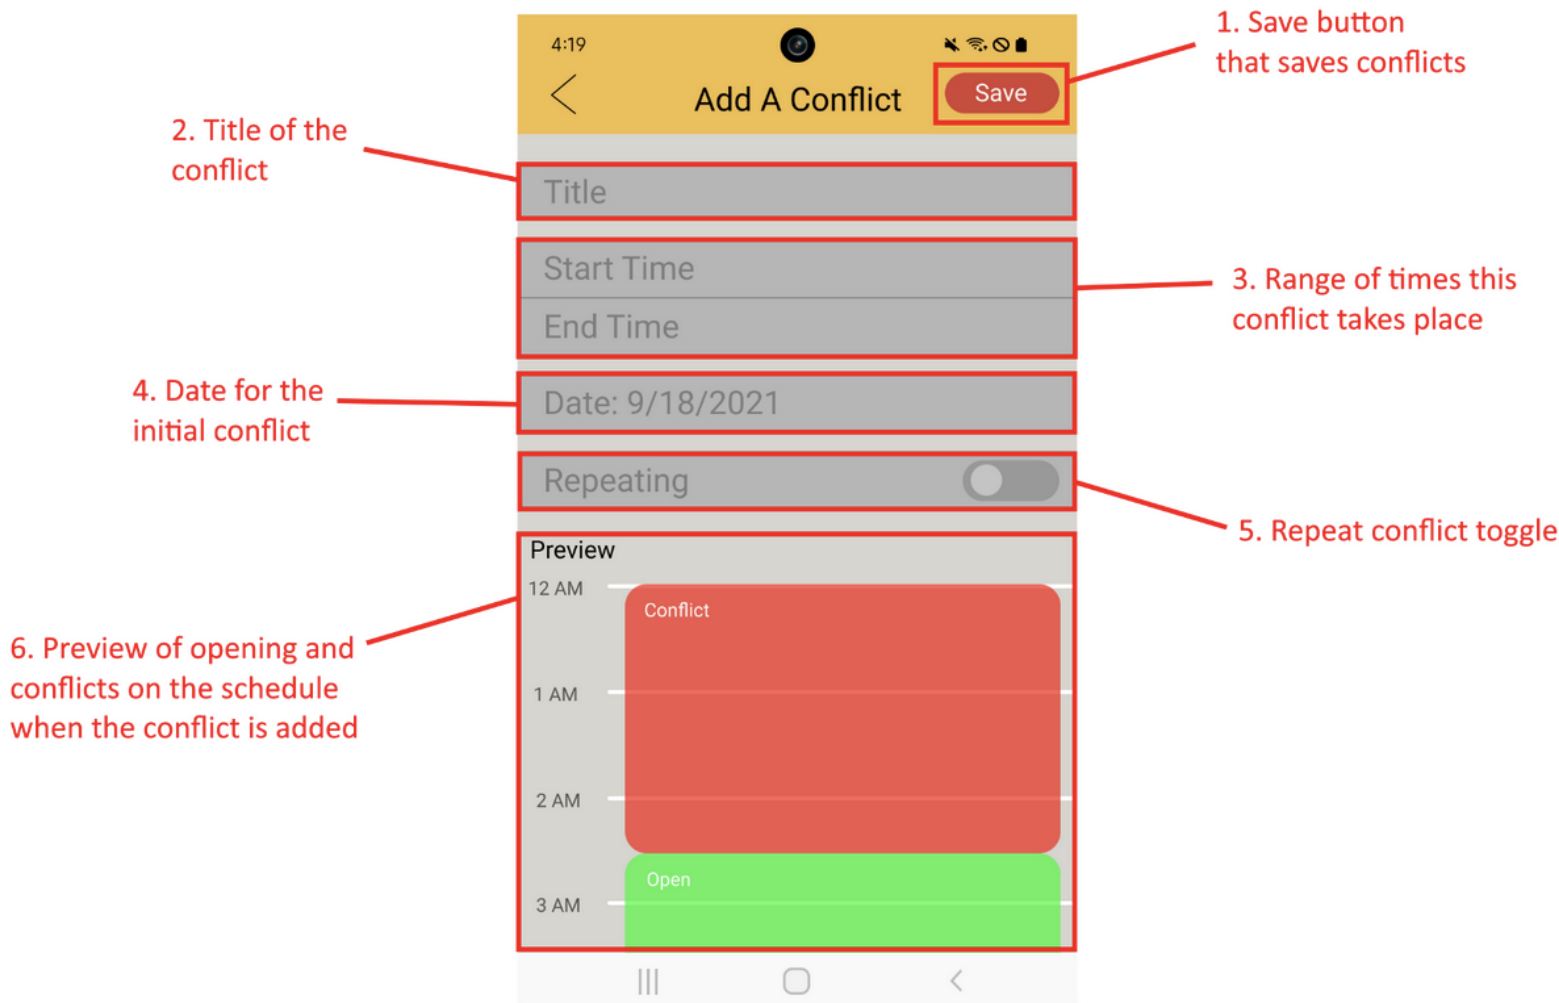 1. Save button
that saves conflicts
4:19
Add A Conflict
Save
2. Title of the
conflict
Title
Start Time
End Time
3. Range of times this
conflict takes place
4. Date for the
initial conflict
Date: 9/18/2021
Repeating
5. Repeat conflict toggle
Preview
12 AM
Conflict
6. Preview of opening and
conflicts on the schedule
when the conflict is added
1 AM
2 AM
Open
3 AM